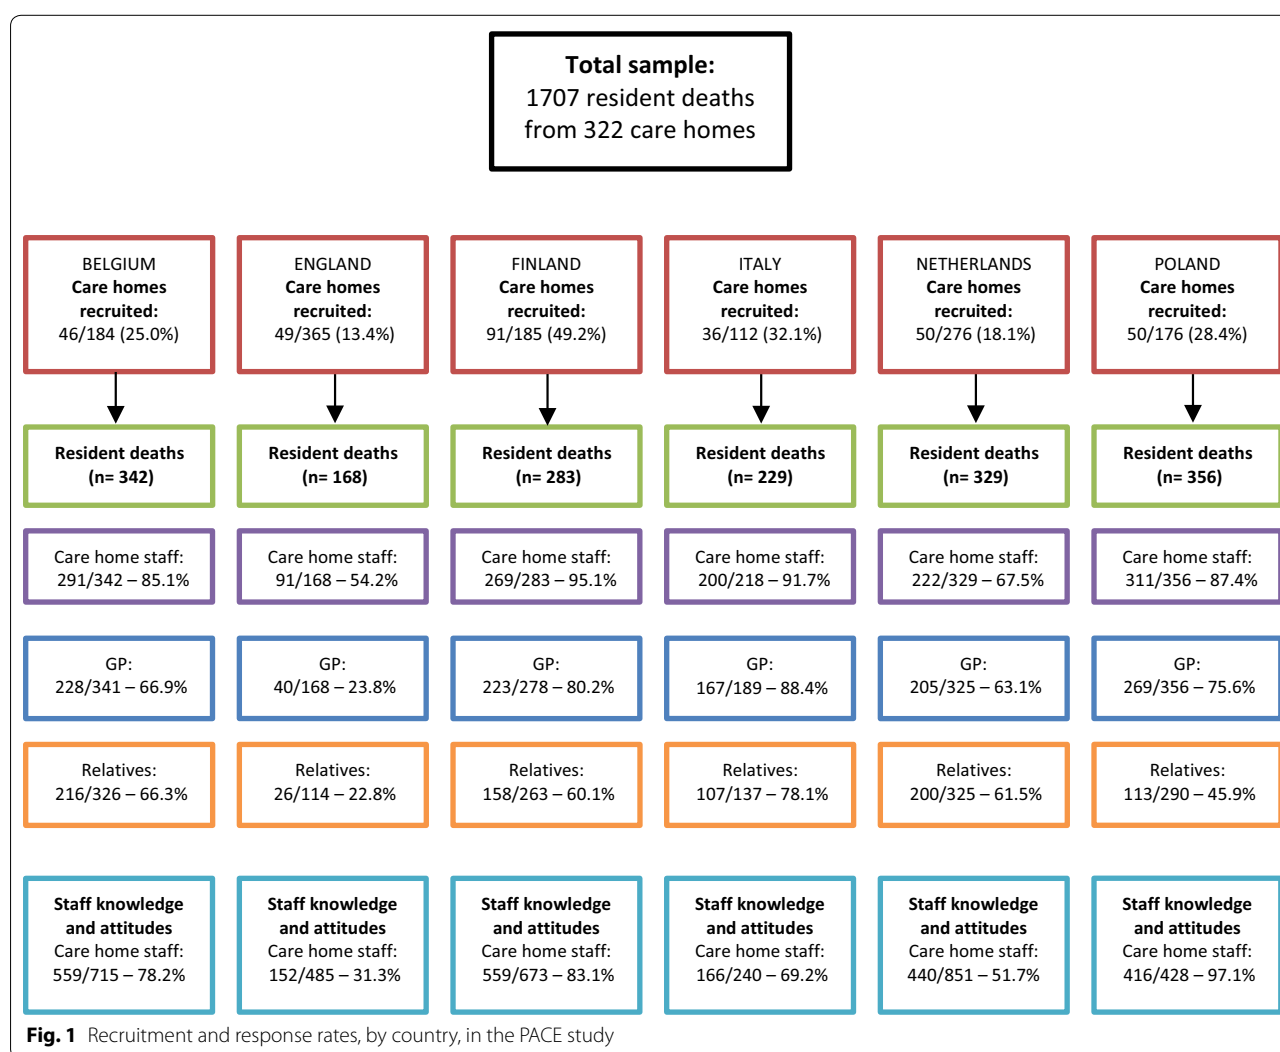 Total sample:
1707 resident deaths
from 322 care homes
BELGIUM
Care homes
recruited:
46/184 (25.0%)
ENGLAND
Care homes
recruited:
49/365 (13.4%)
FINLAND
Care homes
recruited:
91/185 (49.2%)
ITALY
Care homes
recruited:
36/112 (32.1%)
NETHERLANDS
Care homes
recruited:
50/276 (18.1%)
POLAND
Care homes
recruited:
50/176 (28.4%)
Resident deaths
(n= 342)
Resident deaths
(n= 168)
Resident deaths
(n= 283)
Resident deaths
(n= 229)
Resident deaths
(n= 329)
Resident deaths
(n= 356)
Care home staff:
291/342 – 85.1%
Care home staff:
91/168 – 54.2%
Care home staff:
269/283 – 95.1%
Care home staff:
200/218 – 91.7%
Care home staff:
222/329 – 67.5%
Care home staff:
311/356 – 87.4%
GP:
228/341 – 66.9%
GP:
40/168 – 23.8%
GP:
223/278 – 80.2%
GP:
167/189 – 88.4%
GP:
205/325 – 63.1%
GP:
269/356 – 75.6%
Relatives:
216/326 – 66.3%
Relatives:
26/114 – 22.8%
Relatives:
158/263 – 60.1%
Relatives:
107/137 – 78.1%
Relatives:
200/325 – 61.5%
Relatives:
113/290 – 45.9%
Staff knowledge
and attitudes
Care home staff:
559/715 – 78.2%
Staff knowledge
and attitudes
Care home staff:
152/485 – 31.3%
Staff knowledge
and attitudes
Care home staff:
559/673 – 83.1%
Staff knowledge
and attitudes
Care home staff:
166/240 – 69.2%
Staff knowledge
and attitudes
Care home staff:
440/851 – 51.7%
Staff knowledge
and attitudes
Care home staff:
416/428 – 97.1%
Fig. 1 Recruitment and response rates, by country, in the PACE study